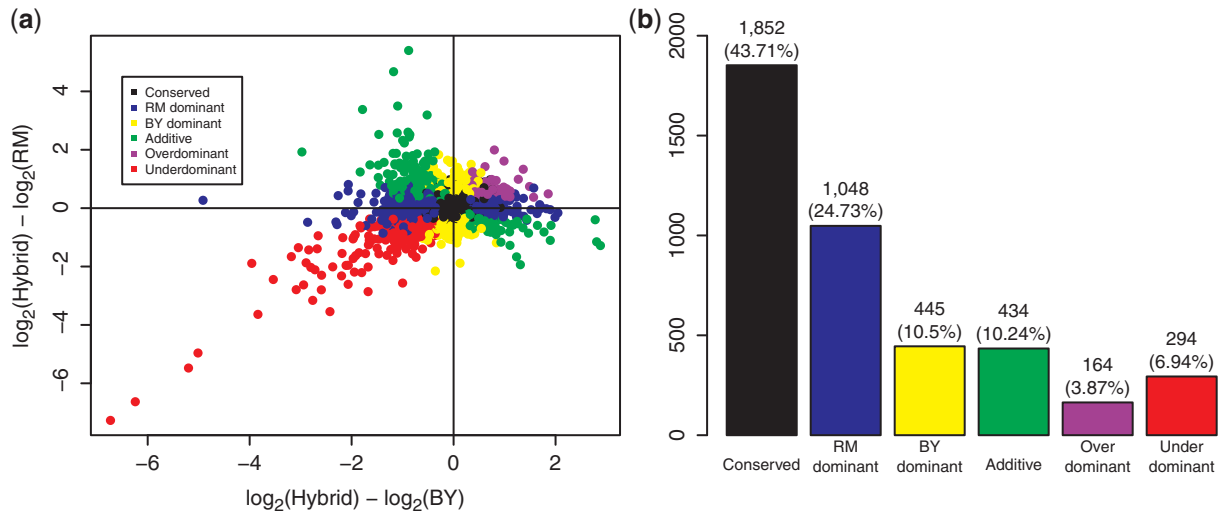 (a)
Conserved
RM dominant
BY dominant
Additive
Overdominant
Underdominant
4
2
0
−2
−4
−6
log₂(Hybrid) − log₂(RM)
−6
−4
−2
0
2
log₂(Hybrid) − log₂(BY)
(b)
2000
1500
1000
500
0
1,852
(43.71%)
1,048
(24.73%)
445
(10.5%)
434
(10.24%)
164
(3.87%)
294
(6.94%)
Conserved
RM
dominant
BY
dominant
Additive
Over
dominant
Under
dominant